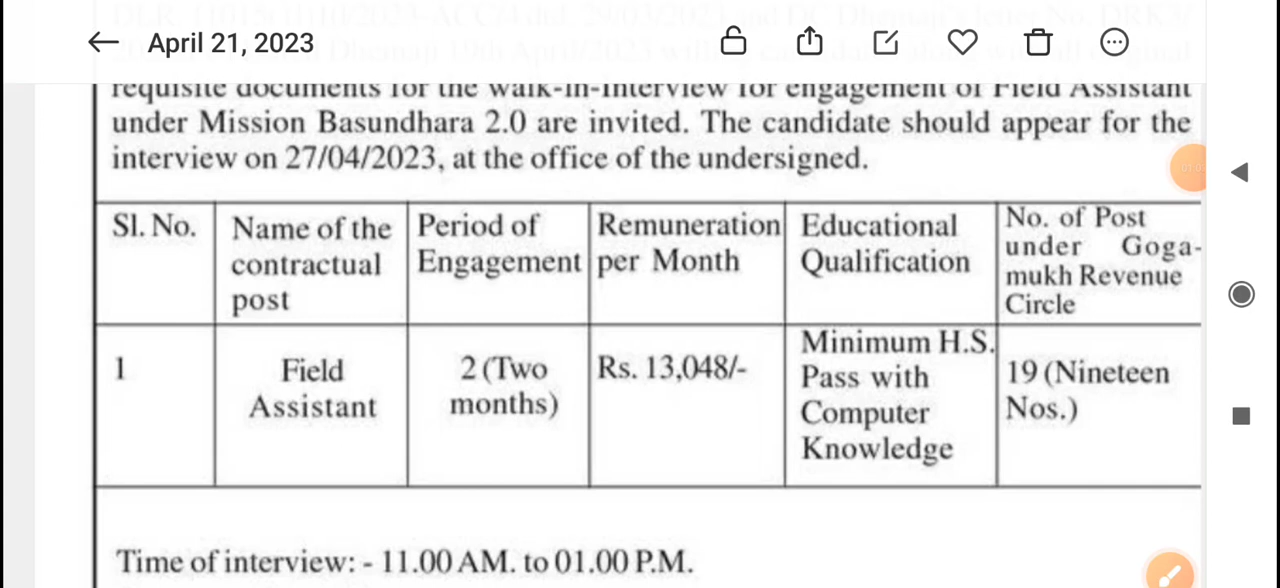 April 21, 2023
requisite documents for the walk-in-interview for engagement of Field Assistant
under Mission Basundhara 2.0 are invited. The candidate should appear for the
interview on 27/04/2023, at the office of the undersigned.
Sl. No.
Name of the
contractual
post
Period of
Engagement
Remuneration
per Month
Educational
Qualification
No. of Post
under Goga-
mukh Revenue
Circle
1
Field
Assistant
2 (Two
months)
Rs. 13,048/-
Minimum H.S.
Pass with
Computer
Knowledge
19 (Nineteen
Nos.)
Time of interview: - 11.00 AM. to 01.00 P.M.